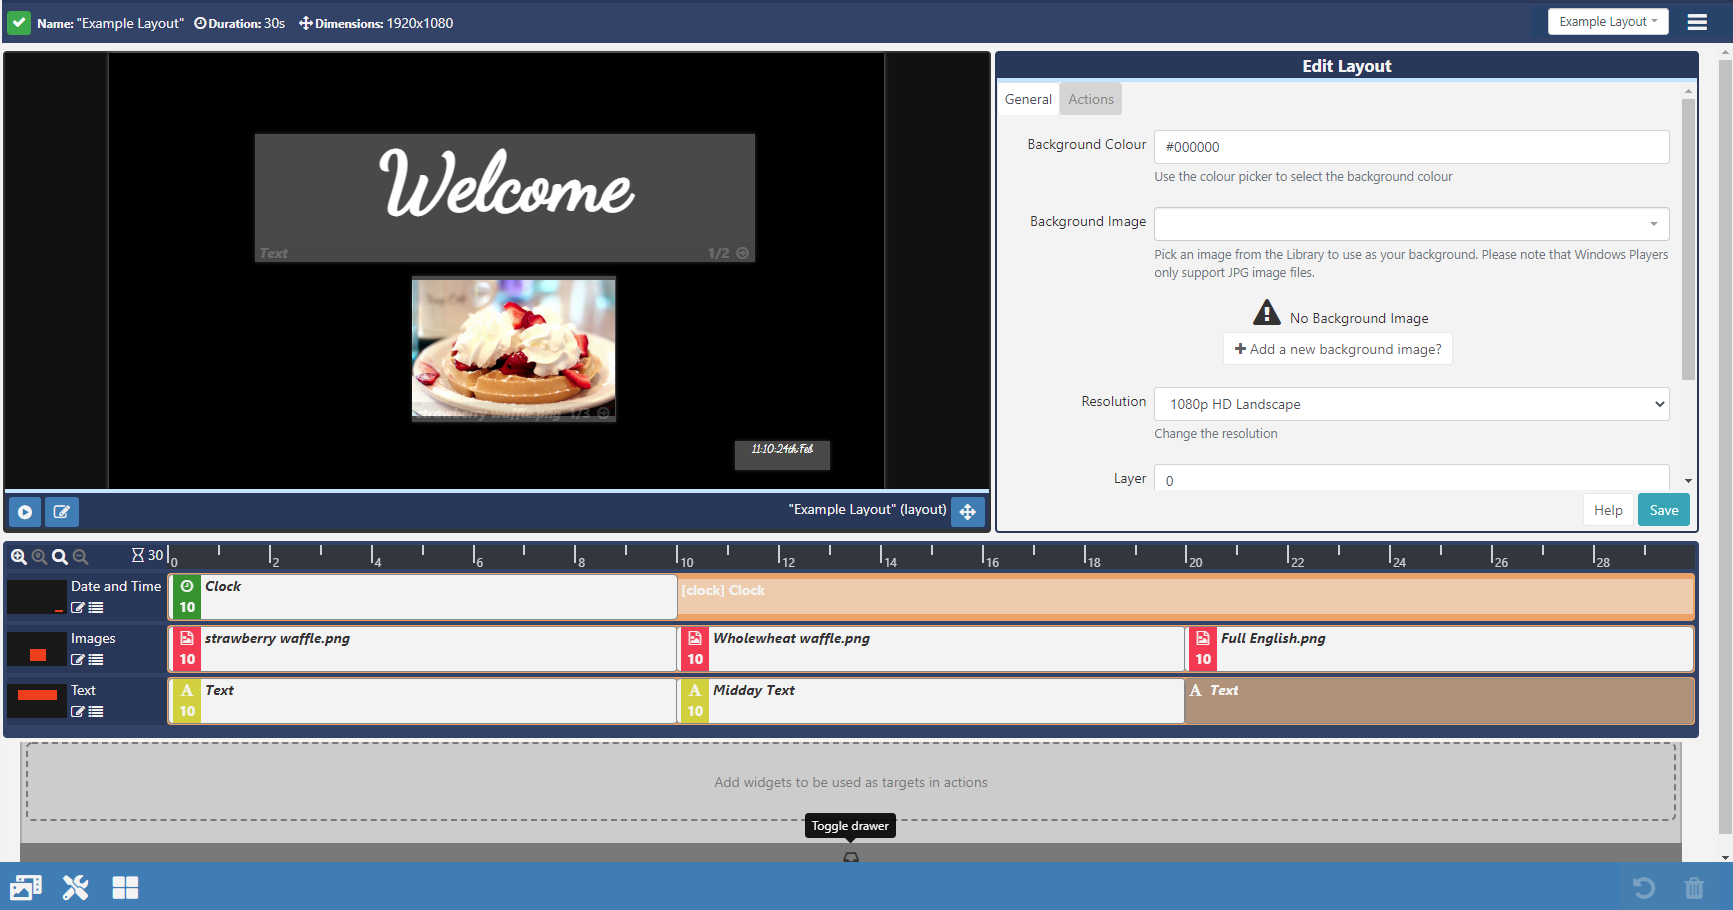 Name: "Example Layout" Duration: 30s Dimensions: 1920x1080
Example Layout
Welcome
Text 1/2
strawberry waffle.png 1/3
11:10 24th Feb
"Example Layout" (layout)
Edit Layout
General Actions
Background Colour #000000
Use the colour picker to select the background colour
Background Image
Pick an image from the Library to use as your background. Please note that Windows Players
only support JPG image files.
No Background Image
Add a new background image?
Resolution 1080p HD Landscape
Change the resolution
Layer 0
Help Save
30 0 2 4 6 8 10 12 14 16 18 20 22 24 26 28
Date and Time
Clock
10
[clock] Clock
Images
strawberry waffle.png
10
Wholewheat waffle.png
10
Full English.png
10
Text
Text
10
Midday Text
10
Text
Add widgets to be used as targets in actions
Toggle drawer